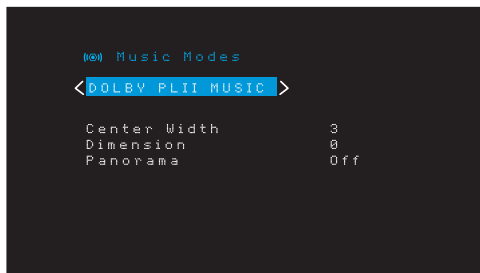 Music Modes
< DOLBY PLII MUSIC >
Center Width 3
Dimension 0
Panorama Off